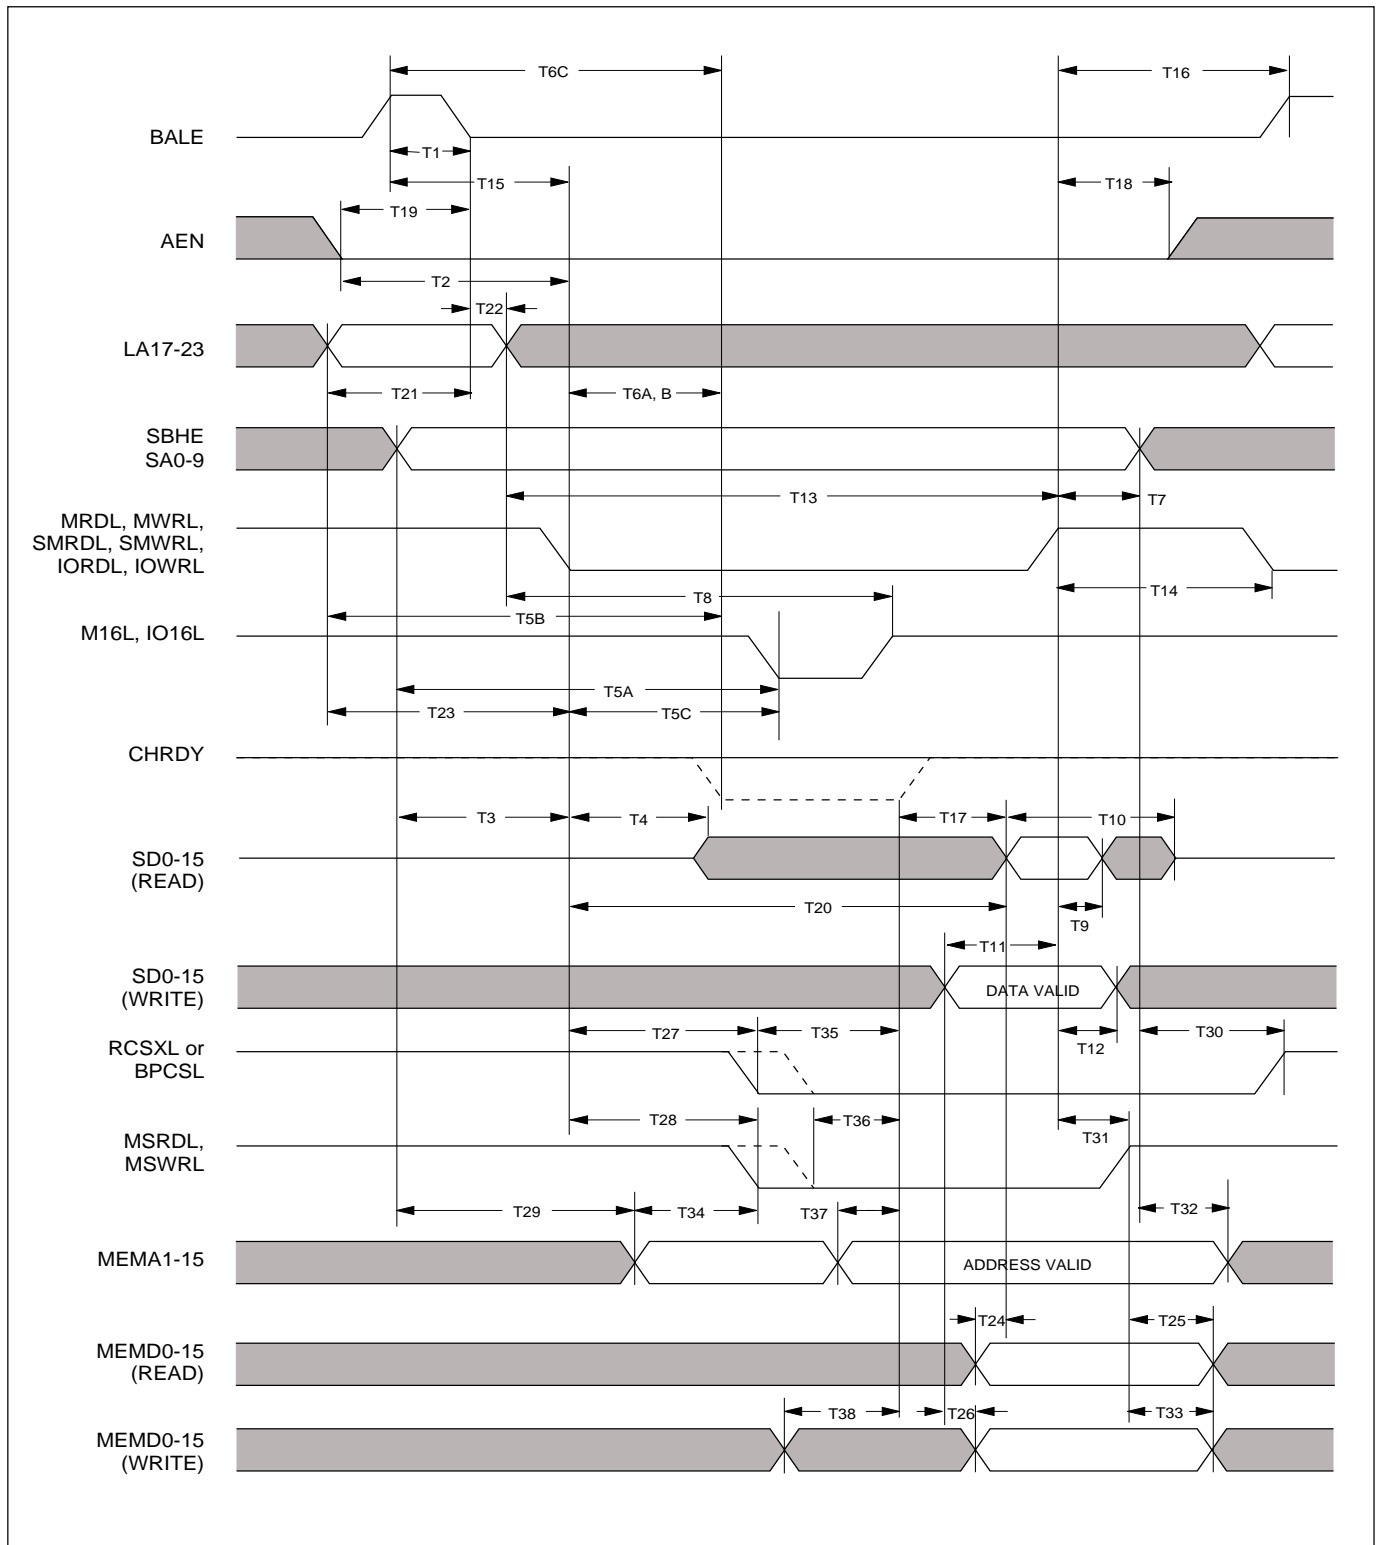 T6C
T16
BALE
T1
T15
T18
T19
AEN
T2
T22
LA17-23
T21
T6A, B
SBHE
SA0-9
T13
T7
MRDL, MWRL,
SMRDL, SMWRL,
IORDL, IOWRL
T14
T8
T5B
M16L, IO16L
T5A
T23
T5C
CHRDY
T3
T4
T17
T10
SD0-15
(READ)
T20
T9
T11
SD0-15
(WRITE)
DATA VALID
T27
T35
T12
T30
RCSXL or
BPCSL
T28
T36
T31
MSRDL,
MSWRL
T29
T34
T37
T32
MEMA1-15
ADDRESS VALID
T24
T25
MEMD0-15
(READ)
T38
T26
T33
MEMD0-15
(WRITE)